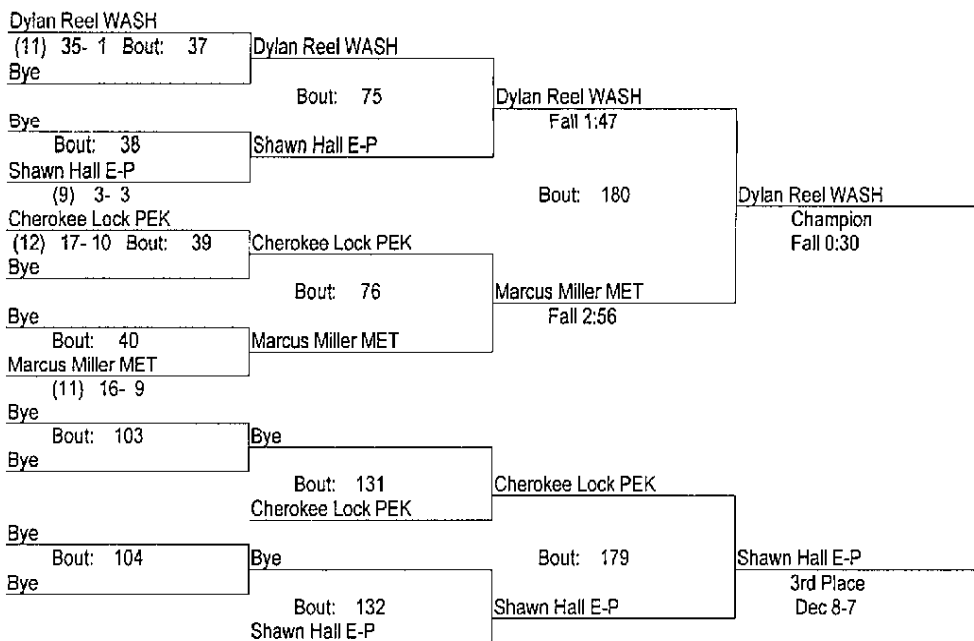 Dylan Reel WASH
(11) 35- 1 Bout: 37
Bye
Dylan Reel WASH
Bout: 75
Bye
Bout: 38
Shawn Hall E-P
(9) 3- 3
Shawn Hall E-P
Dylan Reel WASH
Fall 1:47
Bout: 180
Cherokee Lock PEK
(12) 17- 10 Bout: 39
Bye
Cherokee Lock PEK
Bout: 76
Bye
Bout: 40
Marcus Miller MET
(11) 16- 9
Marcus Miller MET
Marcus Miller MET
Fall 2:56
Dylan Reel WASH
Champion
Fall 0:30
Bye
Bout: 103
Bye
Bye
Bout: 131
Cherokee Lock PEK
Cherokee Lock PEK
Bye
Bout: 104
Bye
Bye
Bout: 132
Shawn Hall E-P
Bout: 179
Shawn Hall E-P
Shawn Hall E-P
3rd Place
Dec 8-7